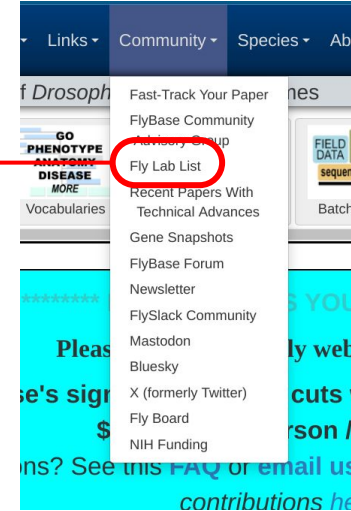 Links
Community
Species
Ab
f Drosoph
nes
GO
PHENOTYPE
ANATOMY
DISEASE
MORE
Vocabularies
FIELD
DATA
sequen
Batch
Fast-Track Your Paper
FlyBase Community
Advisory Group
Fly Lab List
Recent Papers With
Technical Advances
Gene Snapshots
FlyBase Forum
Newsletter
FlySlack Community
Mastodon
Bluesky
X (formerly Twitter)
Fly Board
NIH Funding
******** 
S YOU
Pleas
ly web
se's sign
cuts
$
rson /
ons? See this FAQ or email us
contributions he